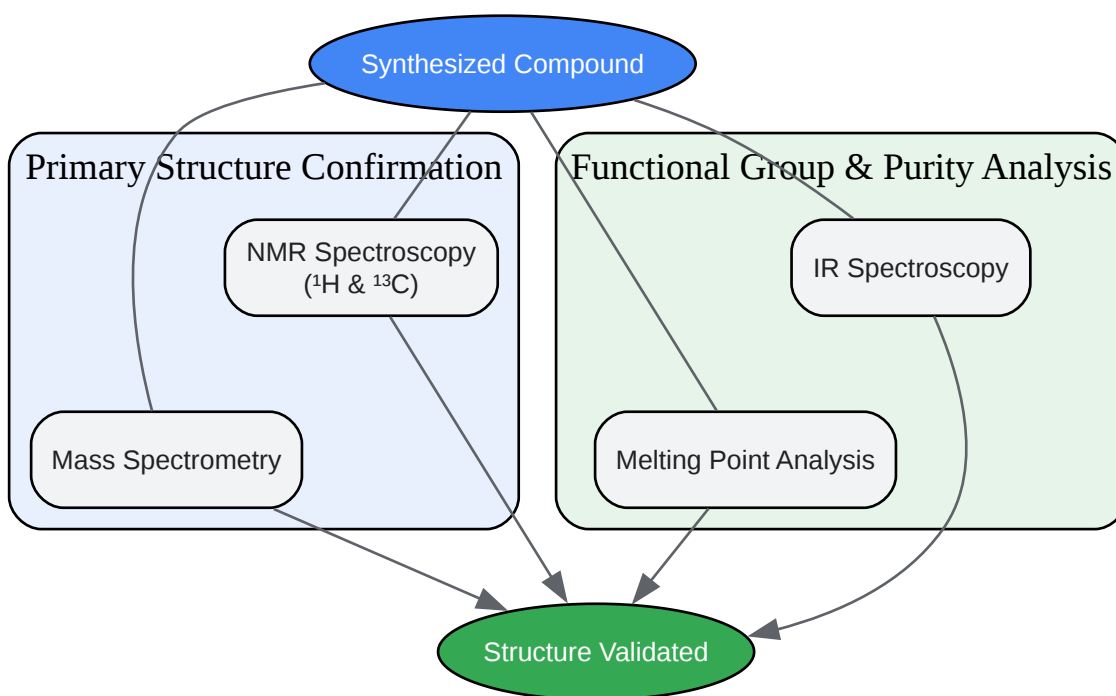 Synthesized Compound
Primary Structure Confirmation
Functional Group & Purity Analysis
NMR Spectroscopy
(¹H & ¹³C)
IR Spectroscopy
Mass Spectrometry
Melting Point Analysis
Structure Validated